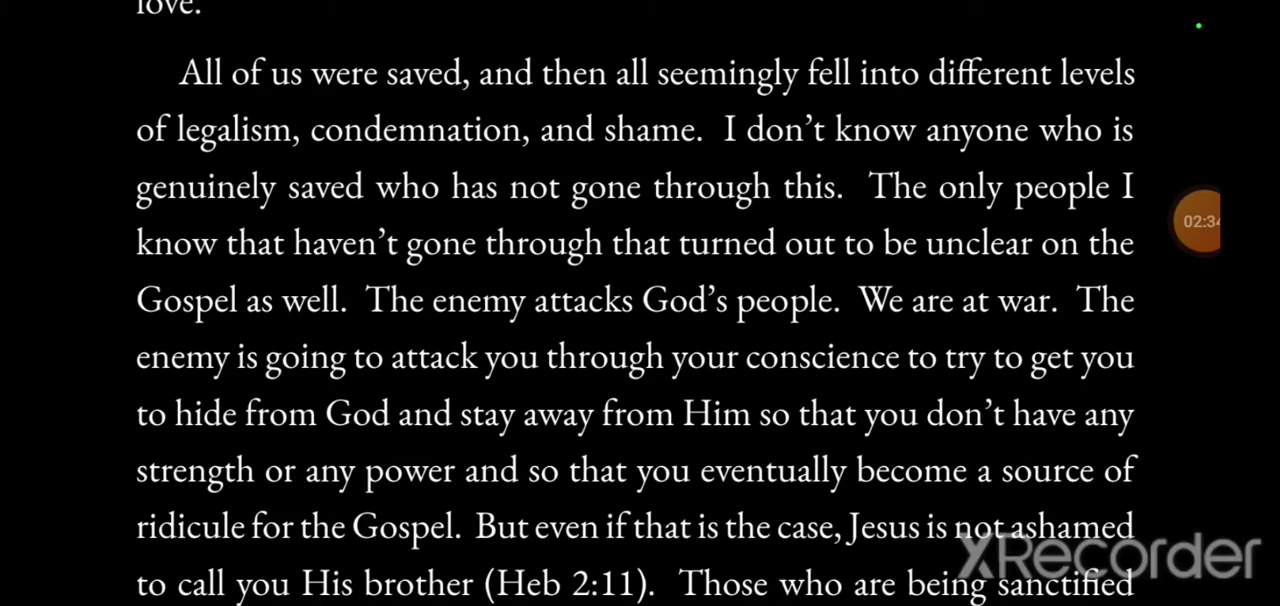 love.
All of us were saved, and then all seemingly fell into different levels
of legalism, condemnation, and shame.  I don’t know anyone who is
genuinely saved who has not gone through this.  The only people I
know that haven’t gone through that turned out to be unclear on the
Gospel as well.  The enemy attacks God’s people.  We are at war.  The
enemy is going to attack you through your conscience to try to get you
to hide from God and stay away from Him so that you don’t have any
strength or any power and so that you eventually become a source of
ridicule for the Gospel.  But even if that is the case, Jesus is not ashamed
to call you His brother (Heb 2:11).  Those who are being sanctified
02:34
XRecorder